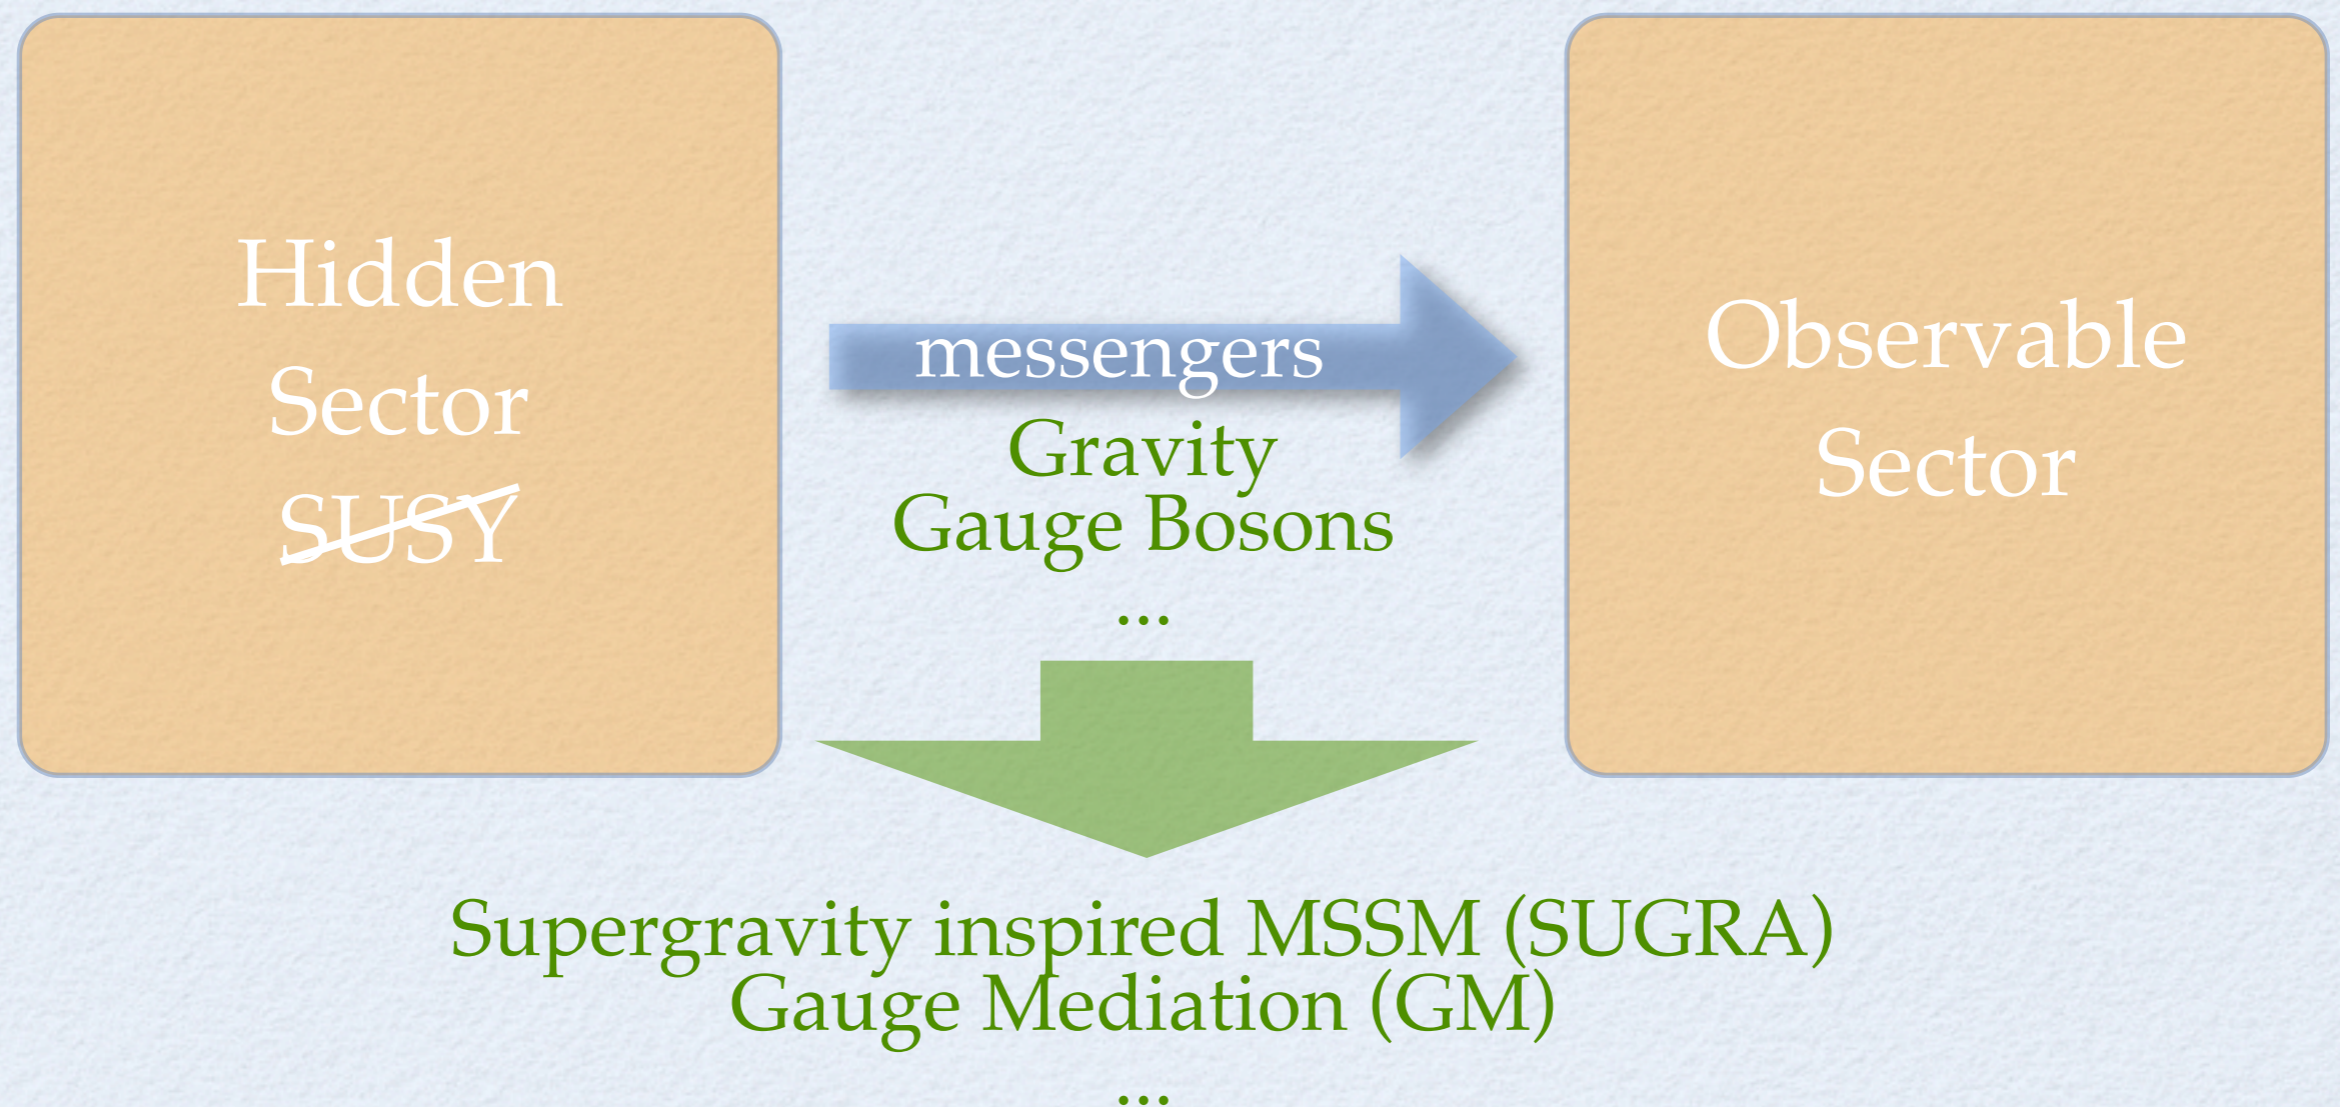 Hidden
Sector
SUSY
messengers
Gravity
Gauge Bosons
...
Observable
Sector
Supergravity inspired MSSM (SUGRA)
Gauge Mediation (GM)
...